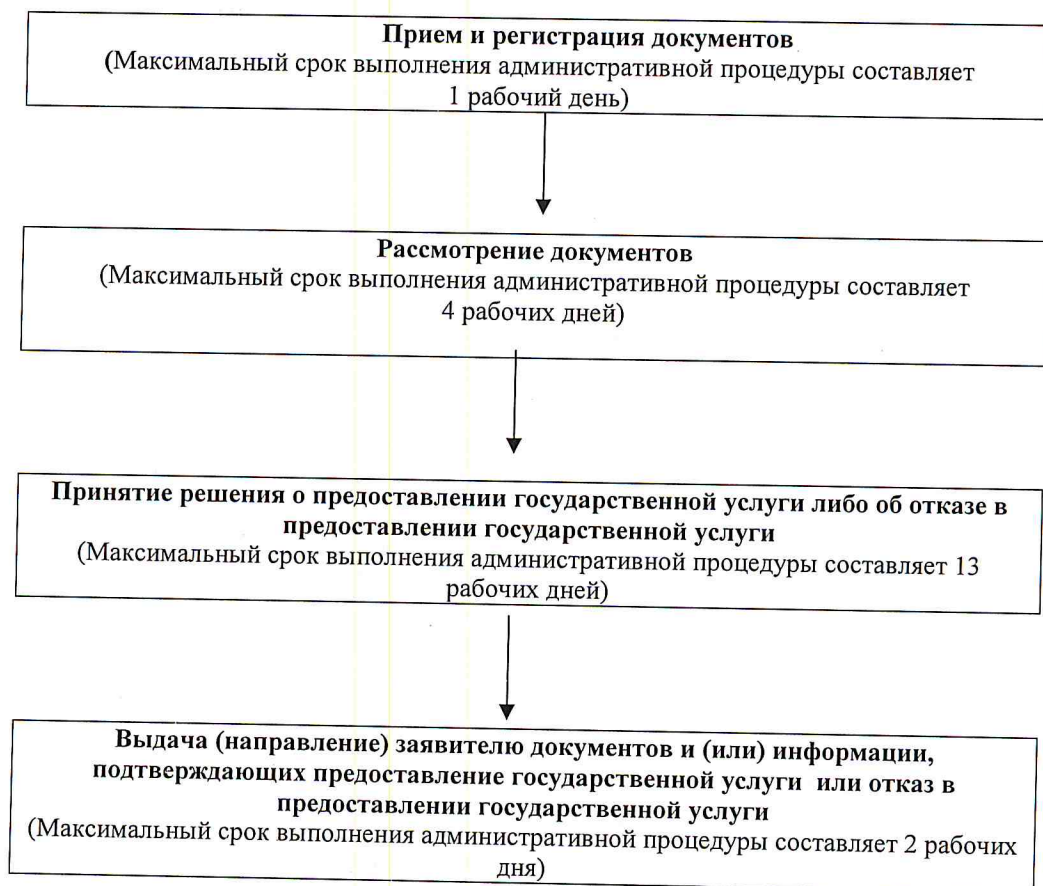 Прием и регистрация документов
(Максимальный срок выполнения административной процедуры составляет
1 рабочий день)
Рассмотрение документов
(Максимальный срок выполнения административной процедуры составляет
4 рабочих дней)
Принятие решения о предоставлении государственной услуги либо об отказе в
предоставлении государственной услуги
(Максимальный срок выполнения административной процедуры составляет 13
рабочих дней)
Выдача (направление) заявителю документов и (или) информации,
подтверждающих предоставление государственной услуги или отказ в
предоставлении государственной услуги
(Максимальный срок выполнения административной процедуры составляет 2 рабочих
дня)